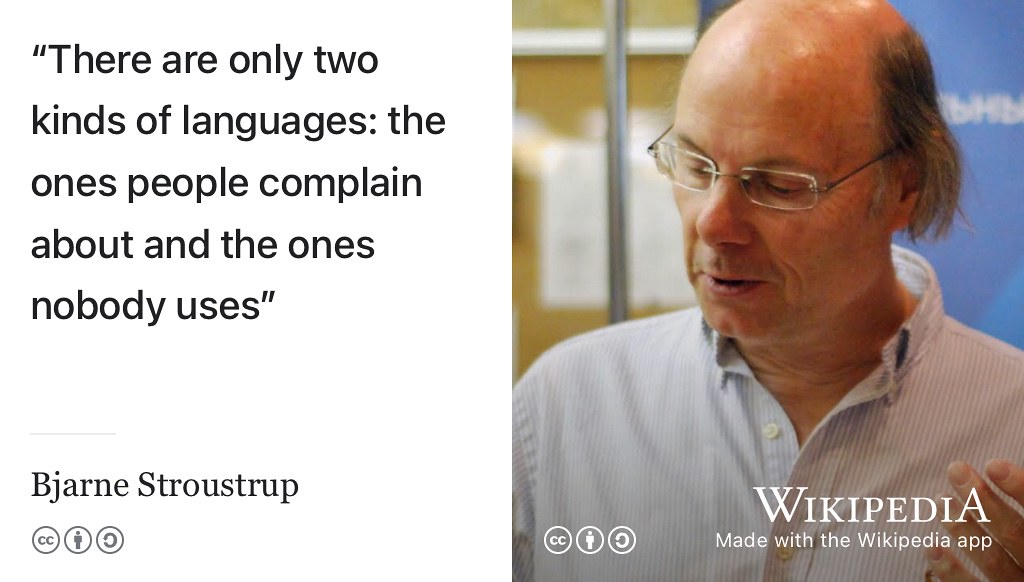 “There are only two
kinds of languages: the
ones people complain
about and the ones
nobody uses”
Bjarne Stroustrup
WIKIPEDIA
Made with the Wikipedia app